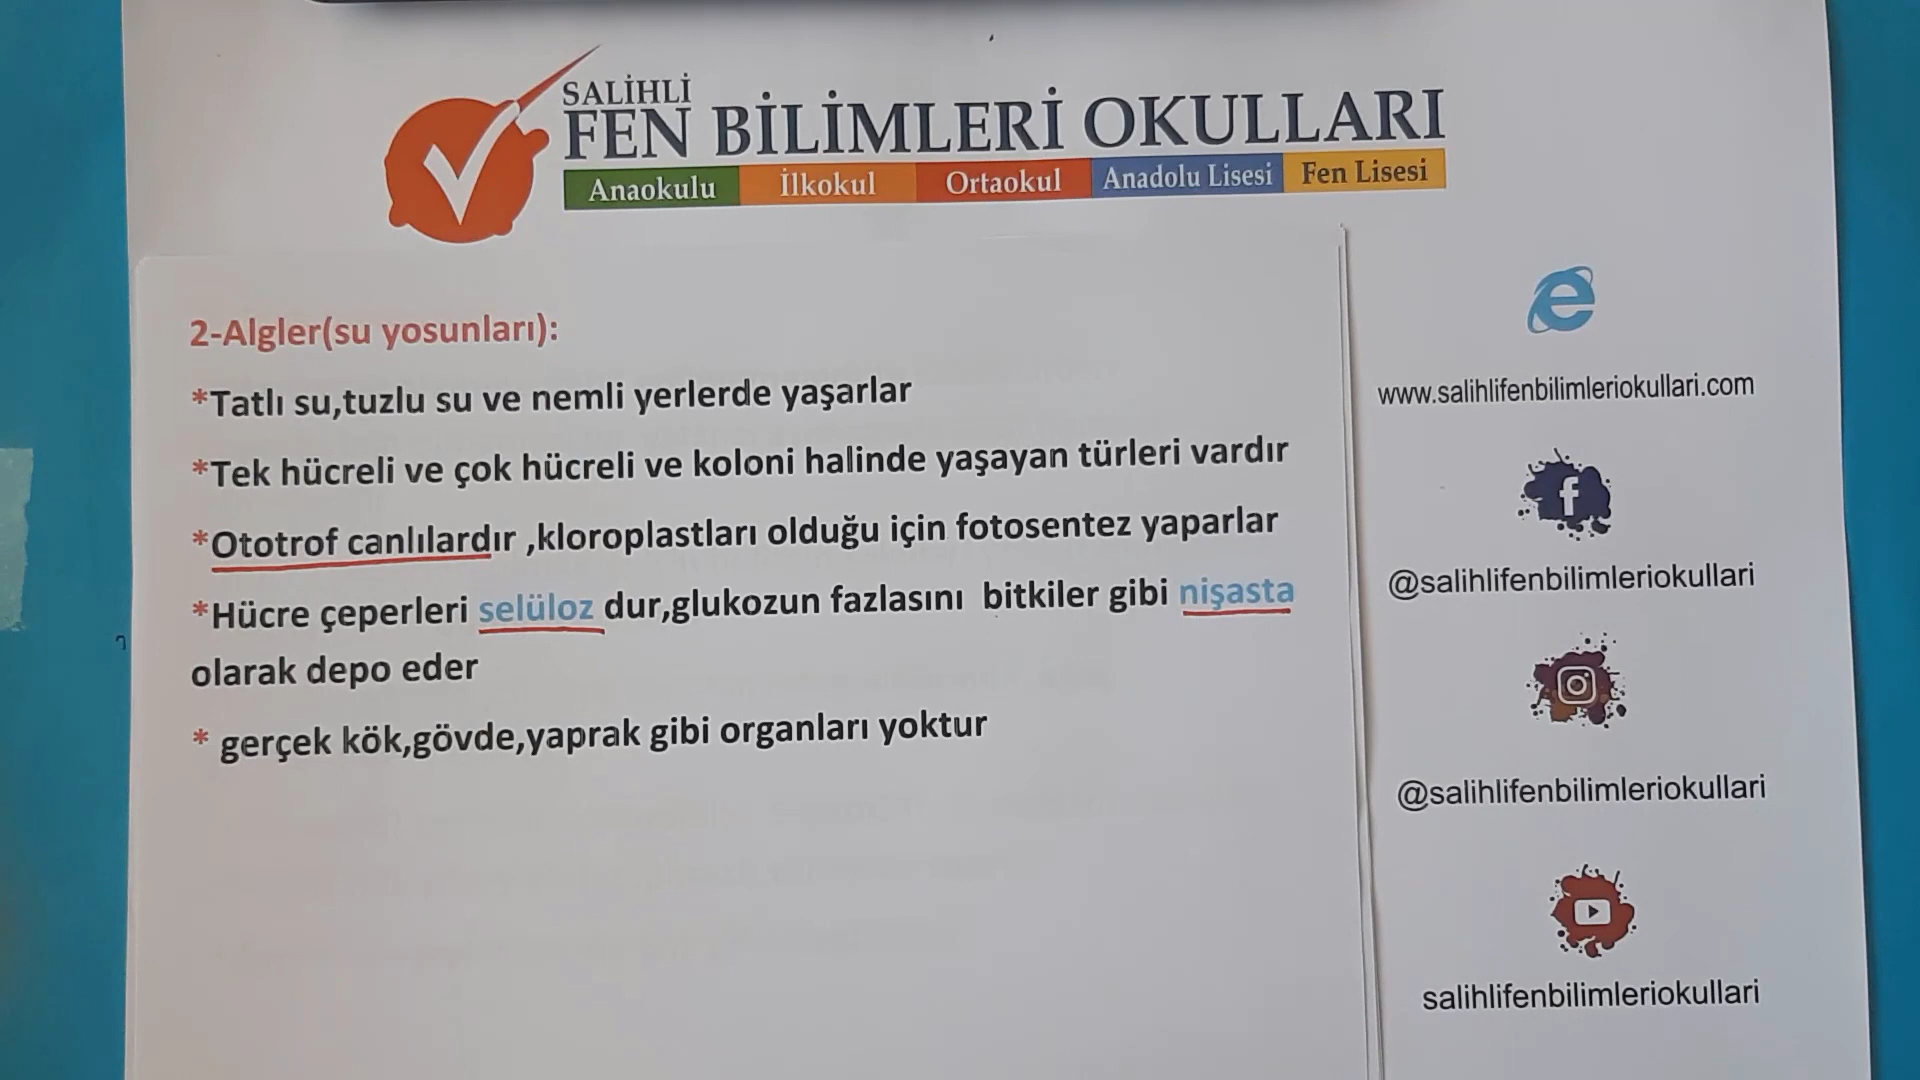 SALİHLİ
FEN BİLİMLERİ OKULLARI
Anaokulu İlkokul Ortaokul Anadolu Lisesi Fen Lisesi
2-Algler(su yosunları):
*Tatlı su,tuzlu su ve nemli yerlerde yaşarlar
*Tek hücreli ve çok hücreli ve koloni halinde yaşayan türleri vardır
*Ototrof canlılardır ,kloroplastları olduğu için fotosentez yaparlar
*Hücre çeperleri selüloz dur,glukozun fazlasını bitkiler gibi nişasta
olarak depo eder
* gerçek kök,gövde,yaprak gibi organları yoktur
www.salihlifenbilimleriokullari.com
@salihlifenbilimleriokullari
@salihlifenbilimleriokullari
salihlifenbilimleriokullari